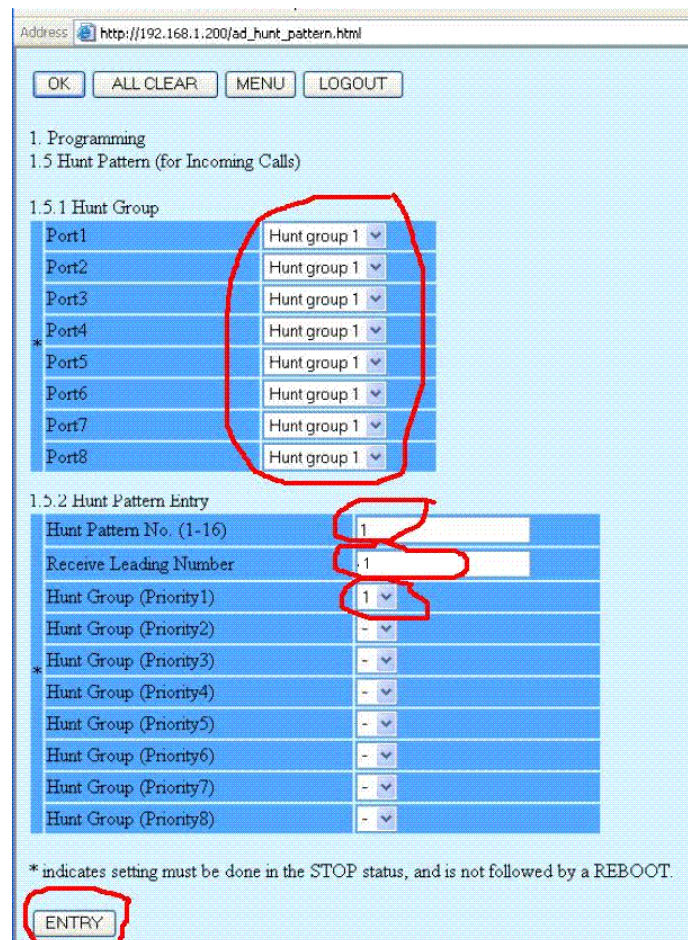 Address http://192.168.1.200/ad_hunt_pattern.html
OK ALL CLEAR MENU LOGOUT
1. Programming
1.5 Hunt Pattern (for Incoming Calls)
1.5.1 Hunt Group
Port1 Hunt group 1
Port2 Hunt group 1
Port3 Hunt group 1
* Port4 Hunt group 1
Port5 Hunt group 1
Port6 Hunt group 1
Port7 Hunt group 1
Port8 Hunt group 1
1.5.2 Hunt Pattern Entry
Hunt Pattern No. (1-16) 1
Receive Leading Number 1
Hunt Group (Priority1) 1
Hunt Group (Priority2) -
* Hunt Group (Priority3) -
Hunt Group (Priority4) -
Hunt Group (Priority5) -
Hunt Group (Priority6) -
Hunt Group (Priority7) -
Hunt Group (Priority8) -
* indicates setting must be done in the STOP status, and is not followed by a REBOOT.
ENTRY